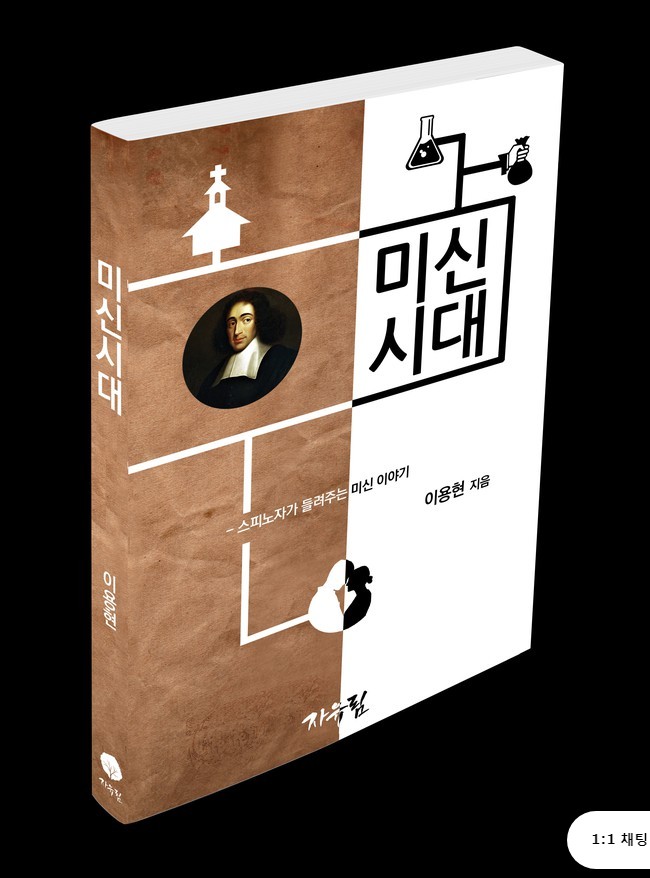 미신
시대
- 스피노자가 들려주는 미신 이야기
이용현 지음
자유림
미신시대
이용현
자유림
1:1 채팅